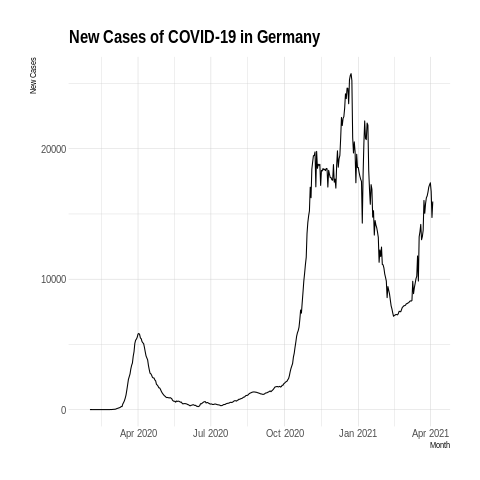 New Cases of COVID-19 in Germany
New Cases
20000
10000
0
Apr 2020
Jul 2020
Oct 2020
Jan 2021
Apr 2021
Month